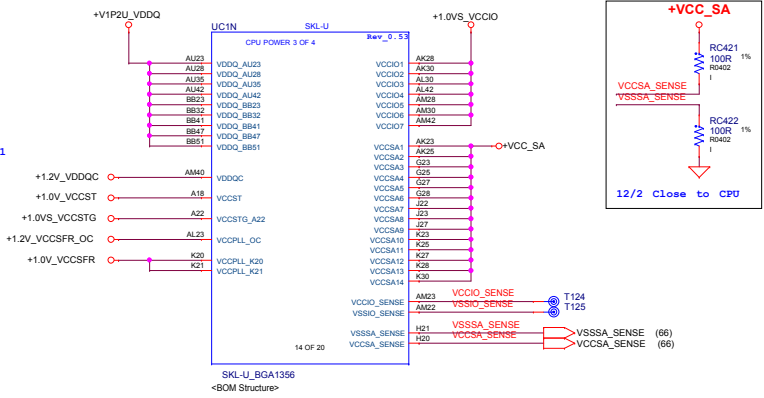 +V1P2U_VDDQ
UC1N
SKL-U
Rev_0.53
CPU POWER 3 OF 4
+1.0VS_VCCIO
AU23 VDDQ_AU23
AU28 VDDQ_AU28
AU35 VDDQ_AU35
AU42 VDDQ_AU42
BB23 VDDQ_BB23
BB32 VDDQ_BB32
BB41 VDDQ_BB41
BB47 VDDQ_BB47
BB51 VDDQ_BB51
1
+1.2V_VDDQC AM40 VDDQC
+1.0V_VCCST A18 VCCST
+1.0VS_VCCSTG A22 VCCSTG_A22
+1.2V_VCCSFR_OC AL23 VCCPLL_OC
+1.0V_VCCSFR K20 VCCPLL_K20
K21 VCCPLL_K21
VCCIO1 AK28
VCCIO2 AK30
VCCIO3 AL30
VCCIO4 AL42
VCCIO5 AM28
VCCIO6 AM30
VCCIO7 AM42
VCCSA1 AK23 +VCC_SA
VCCSA2 AK25
VCCSA3 G23
VCCSA4 G25
VCCSA5 G27
VCCSA6 G28
VCCSA7 J22
VCCSA8 J23
VCCSA9 J27
VCCSA10 K23
VCCSA11 K25
VCCSA12 K27
VCCSA13 K28
VCCSA14 K30
VCCIO_SENSE AM23 VCCIO_SENSE T124
VSSIO_SENSE AM22 VSSIO_SENSE T125
VSSSA_SENSE H21 VSSSA_SENSE VSSSA_SENSE (66)
VCCSA_SENSE H20 VCCSA_SENSE VCCSA_SENSE (66)
14 OF 20
SKL-U_BGA1356
<BOM Structure>
+VCC_SA
RC421
100R 1%
R0402
I
VCCSA_SENSE
VSSSA_SENSE
RC422
100R 1%
R0402
I
12/2 Close to CPU